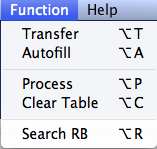 Function Help
Transfer ⌥T
Autofill ⌥A
Process ⌥P
Clear Table ⌥C
Search RB ⌥R